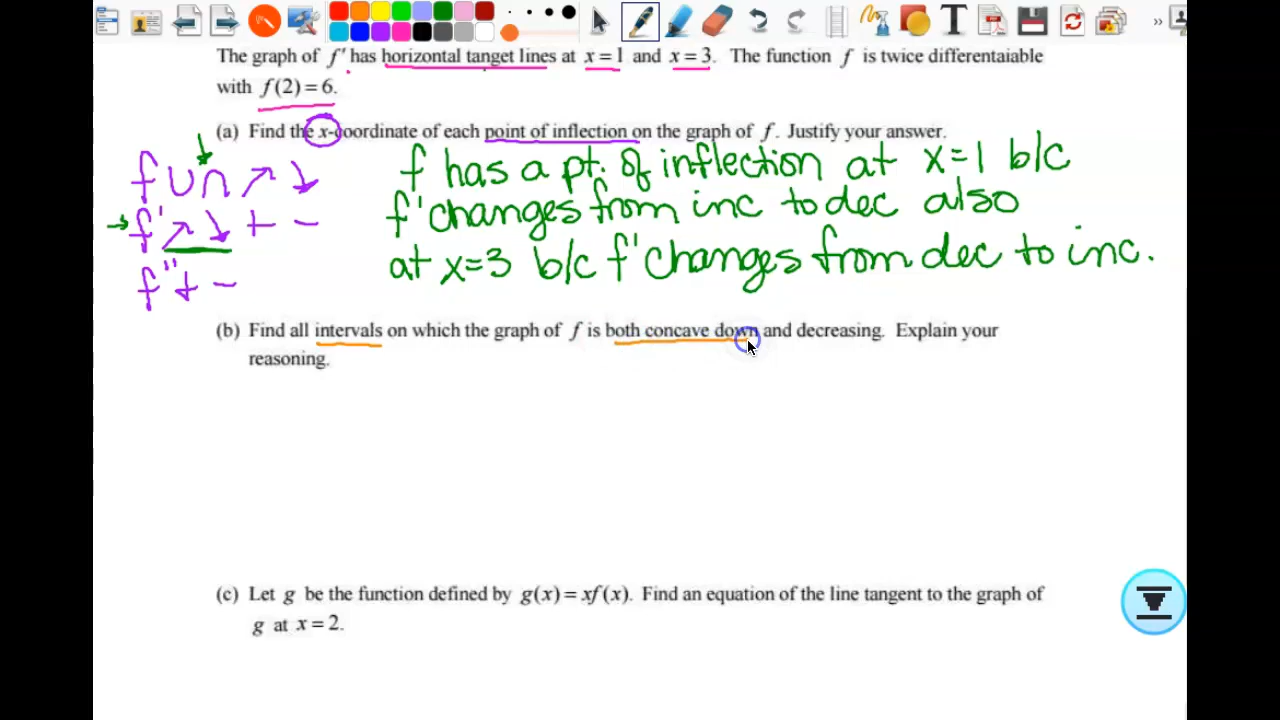 The graph of f′ has horizontal tanget lines at x = 1 and x = 3. The function f is twice differentaiable
with f(2) = 6.
(a) Find the x-coordinate of each point of inflection on the graph of f. Justify your answer.
f ∪ ∩ ↗ ↘
f' ↗ ↘ + −
f" + −
f has a pt. of inflection at x=1 b/c
f' changes from inc to dec also
at x=3 b/c f' changes from dec to inc.
(b) Find all intervals on which the graph of f is both concave down and decreasing. Explain your
reasoning.
(c) Let g be the function defined by g(x) = xf(x). Find an equation of the line tangent to the graph of
g at x = 2.